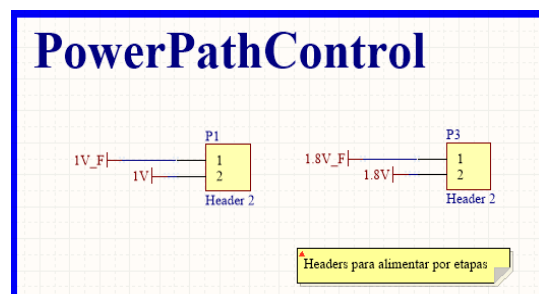 PowerPathControl
P1
1V_F
1
1V
2
Header 2
P3
1.8V_F
1
1.8V
2
Header 2
Headers para alimentar por etapas